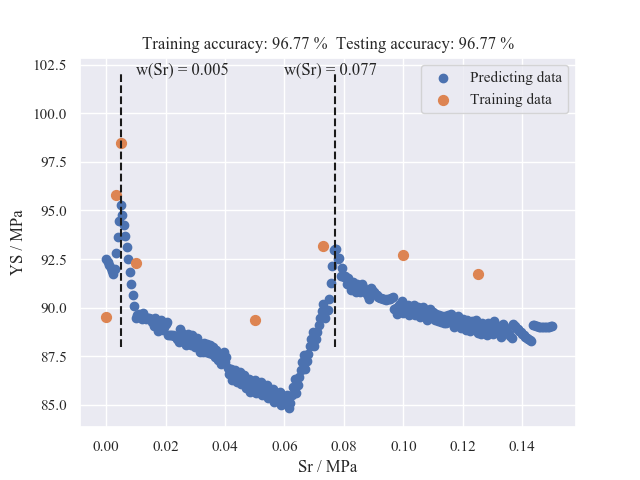 Training accuracy: 96.77 %  Testing accuracy: 96.77 %
w(Sr) = 0.005
w(Sr) = 0.077
Predicting data
Training data
YS / MPa
102.5
100.0
97.5
95.0
92.5
90.0
87.5
85.0
0.00 0.02 0.04 0.06 0.08 0.10 0.12 0.14
Sr / MPa